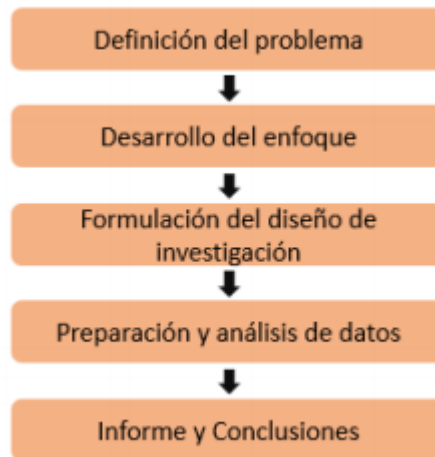 Definición del problema
Desarrollo del enfoque
Formulación del diseño de
investigación
Preparación y análisis de datos
Informe y Conclusiones